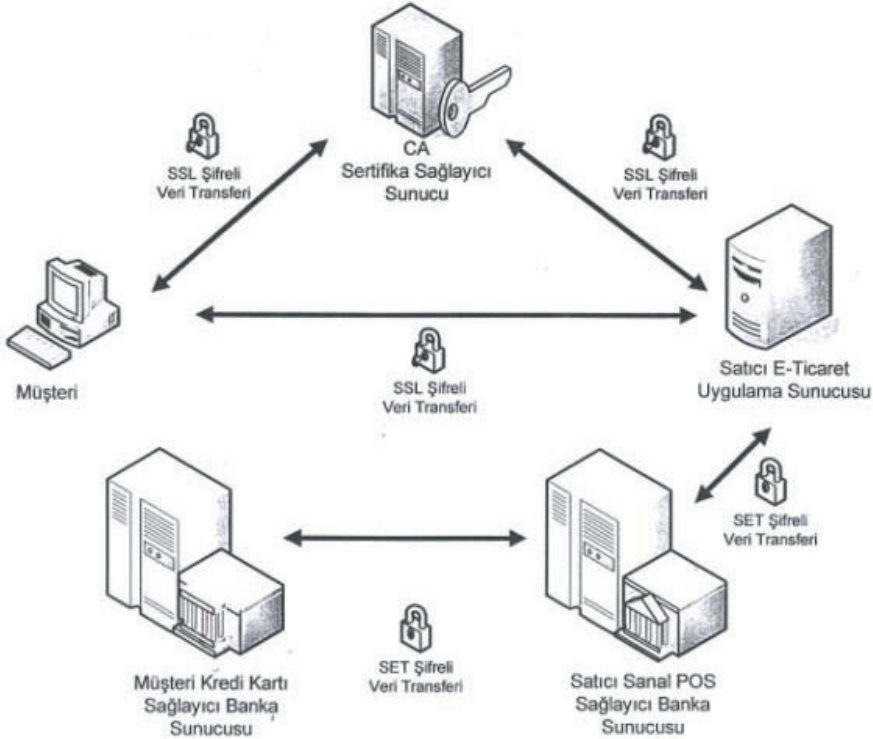 CA
Sertifika Sağlayıcı
Sunucu
SSL Şifreli
Veri Transferi
SSL Şifreli
Veri Transferi
Müşteri
SSL Şifreli
Veri Transferi
Satıcı E-Ticaret
Uygulama Sunucusu
SET Şifreli
Veri Transferi
Müşteri Kredi Kartı
Sağlayıcı Banka
Sunucusu
SET Şifreli
Veri Transferi
Satıcı Sanal POS
Sağlayıcı Banka
Sunucusu